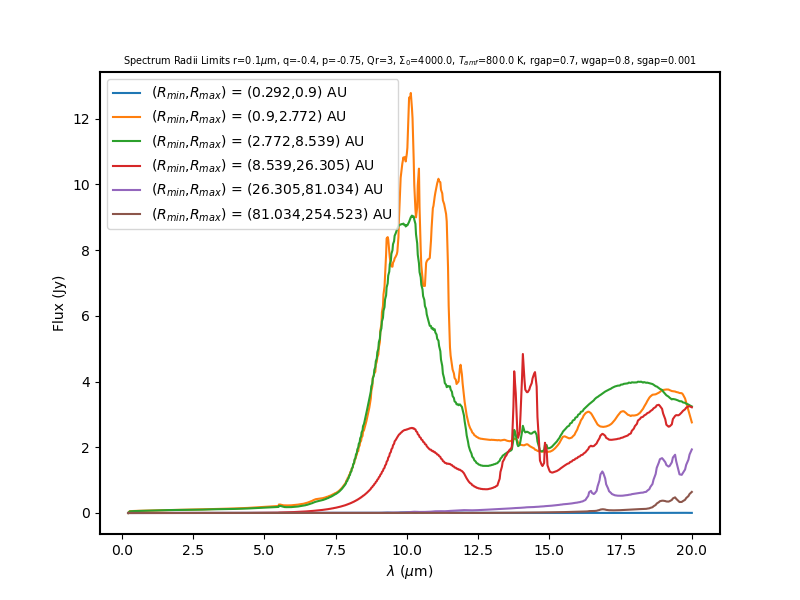 Spectrum Radii Limits r=0.1μm, q=-0.4, p=-0.75, Qr=3, Σ₀=4000.0, T_amf=800.0 K, rgap=0.7, wgap=0.8, sgap=0.001
(R_min,R_max) = (0.292,0.9) AU
(R_min,R_max) = (0.9,2.772) AU
(R_min,R_max) = (2.772,8.539) AU
(R_min,R_max) = (8.539,26.305) AU
(R_min,R_max) = (26.305,81.034) AU
(R_min,R_max) = (81.034,254.523) AU
12
10
8
6
4
2
0
Flux (Jy)
0.0 2.5 5.0 7.5 10.0 12.5 15.0 17.5 20.0
λ (μm)